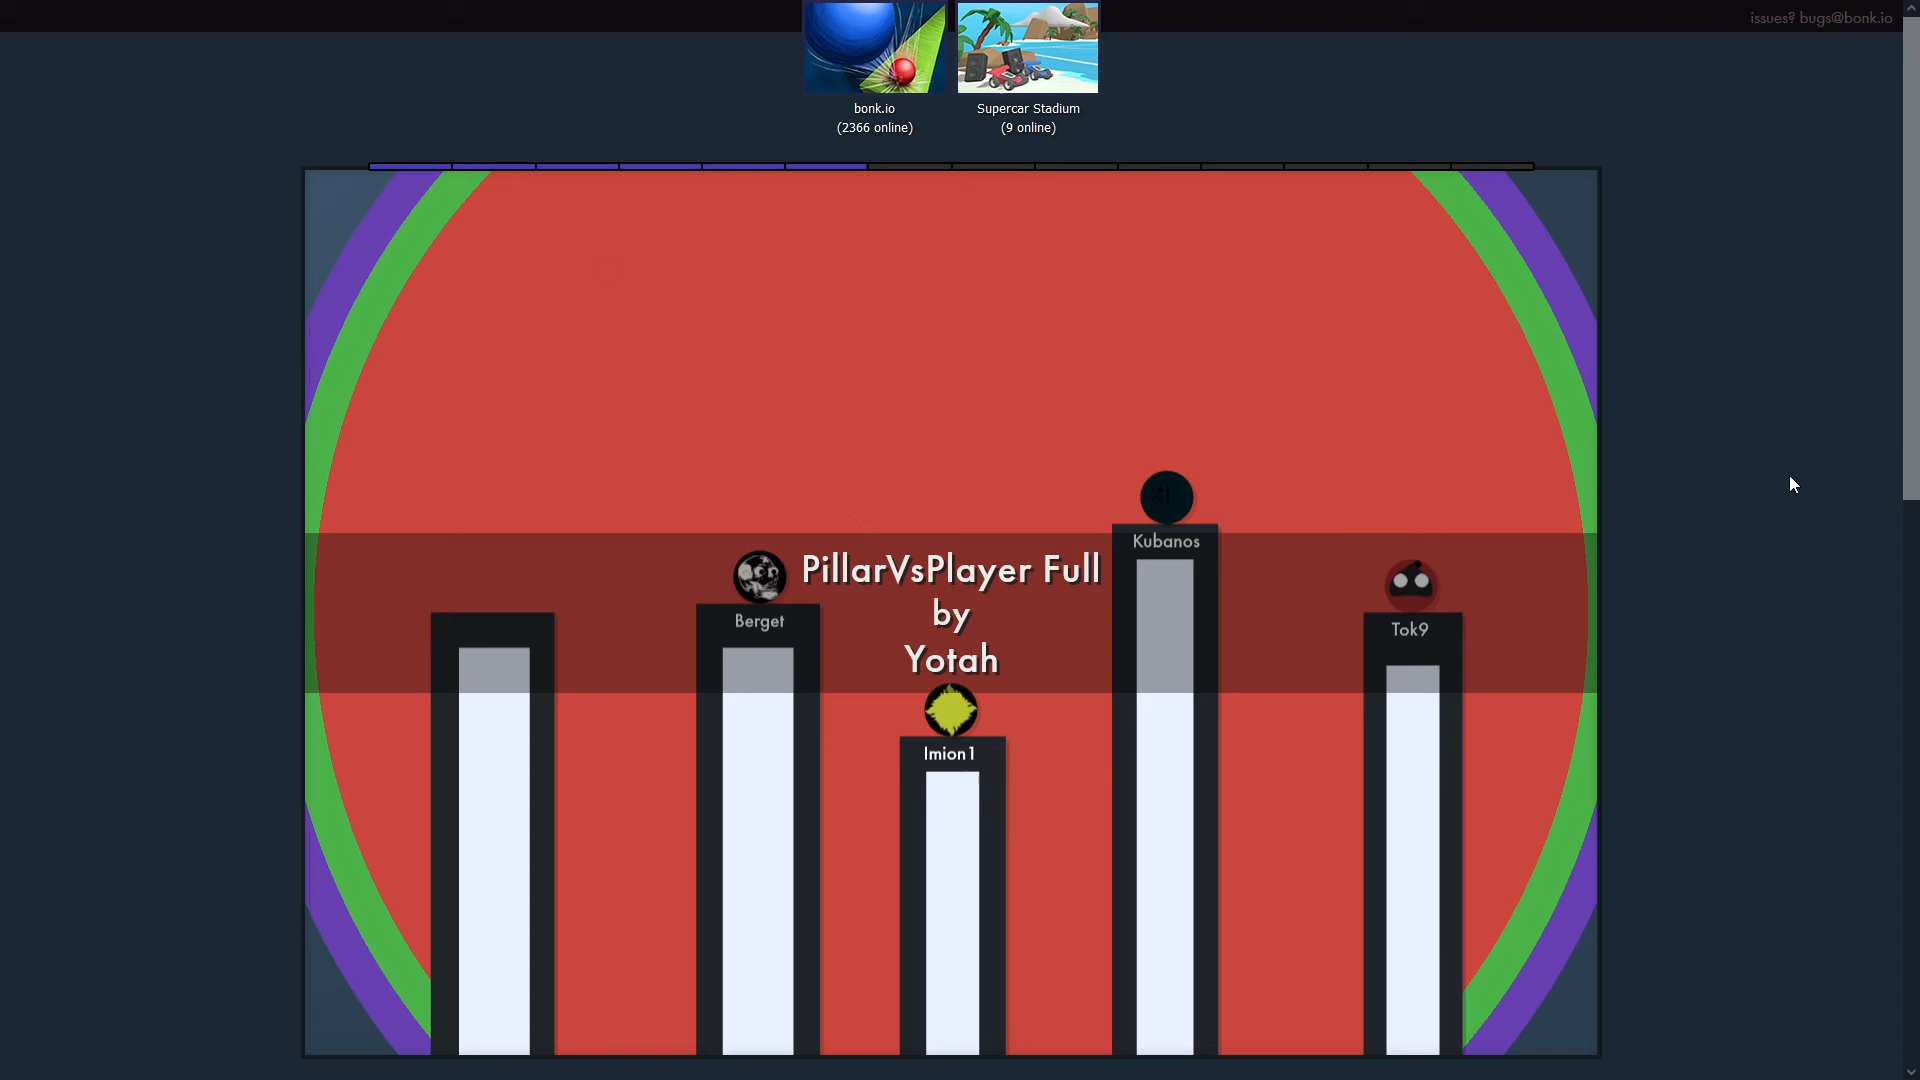 issues? bugs@bonk.io
bonk.io
(2366 online)
Supercar Stadium
(9 online)
Kubanos
PillarVsPlayer Full
by
Yotah
Berget
Tok9
Imion1